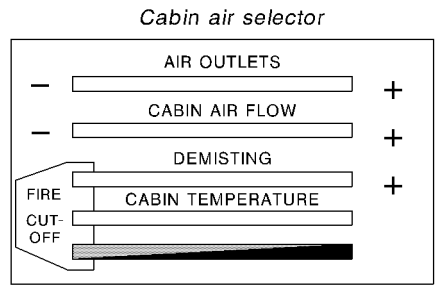 Cabin air selector
AIR OUTLETS
– +
CABIN AIR FLOW
– +
DEMISTING
+
FIRE
CUT-
OFF
CABIN TEMPERATURE